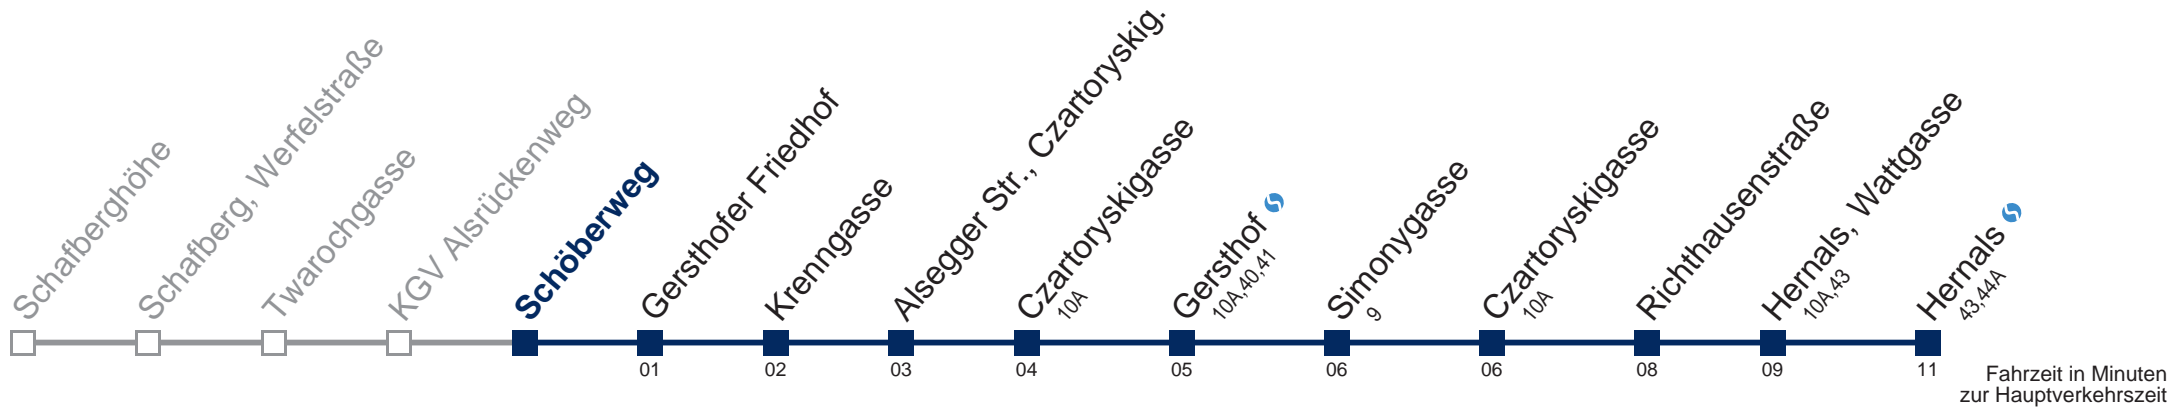 Schafberghöhe
Schafberg, Werfelstraße
Twarochgasse
KGV Alsrückenweg
Schöberweg
Gersthofer Friedhof
01
Krenngasse
02
Alsegger Str., Czartoryskig.
03
Czartoryskigasse
10A
04
Gersthof
10A,40,41
05
Simonygasse
9
06
Czartoryskigasse
10A
06
Richthausenstraße
08
Hernals, Wattgasse
10A,43
09
Hernals
43,44A
11
Fahrzeit in Minuten
zur Hauptverkehrszeit